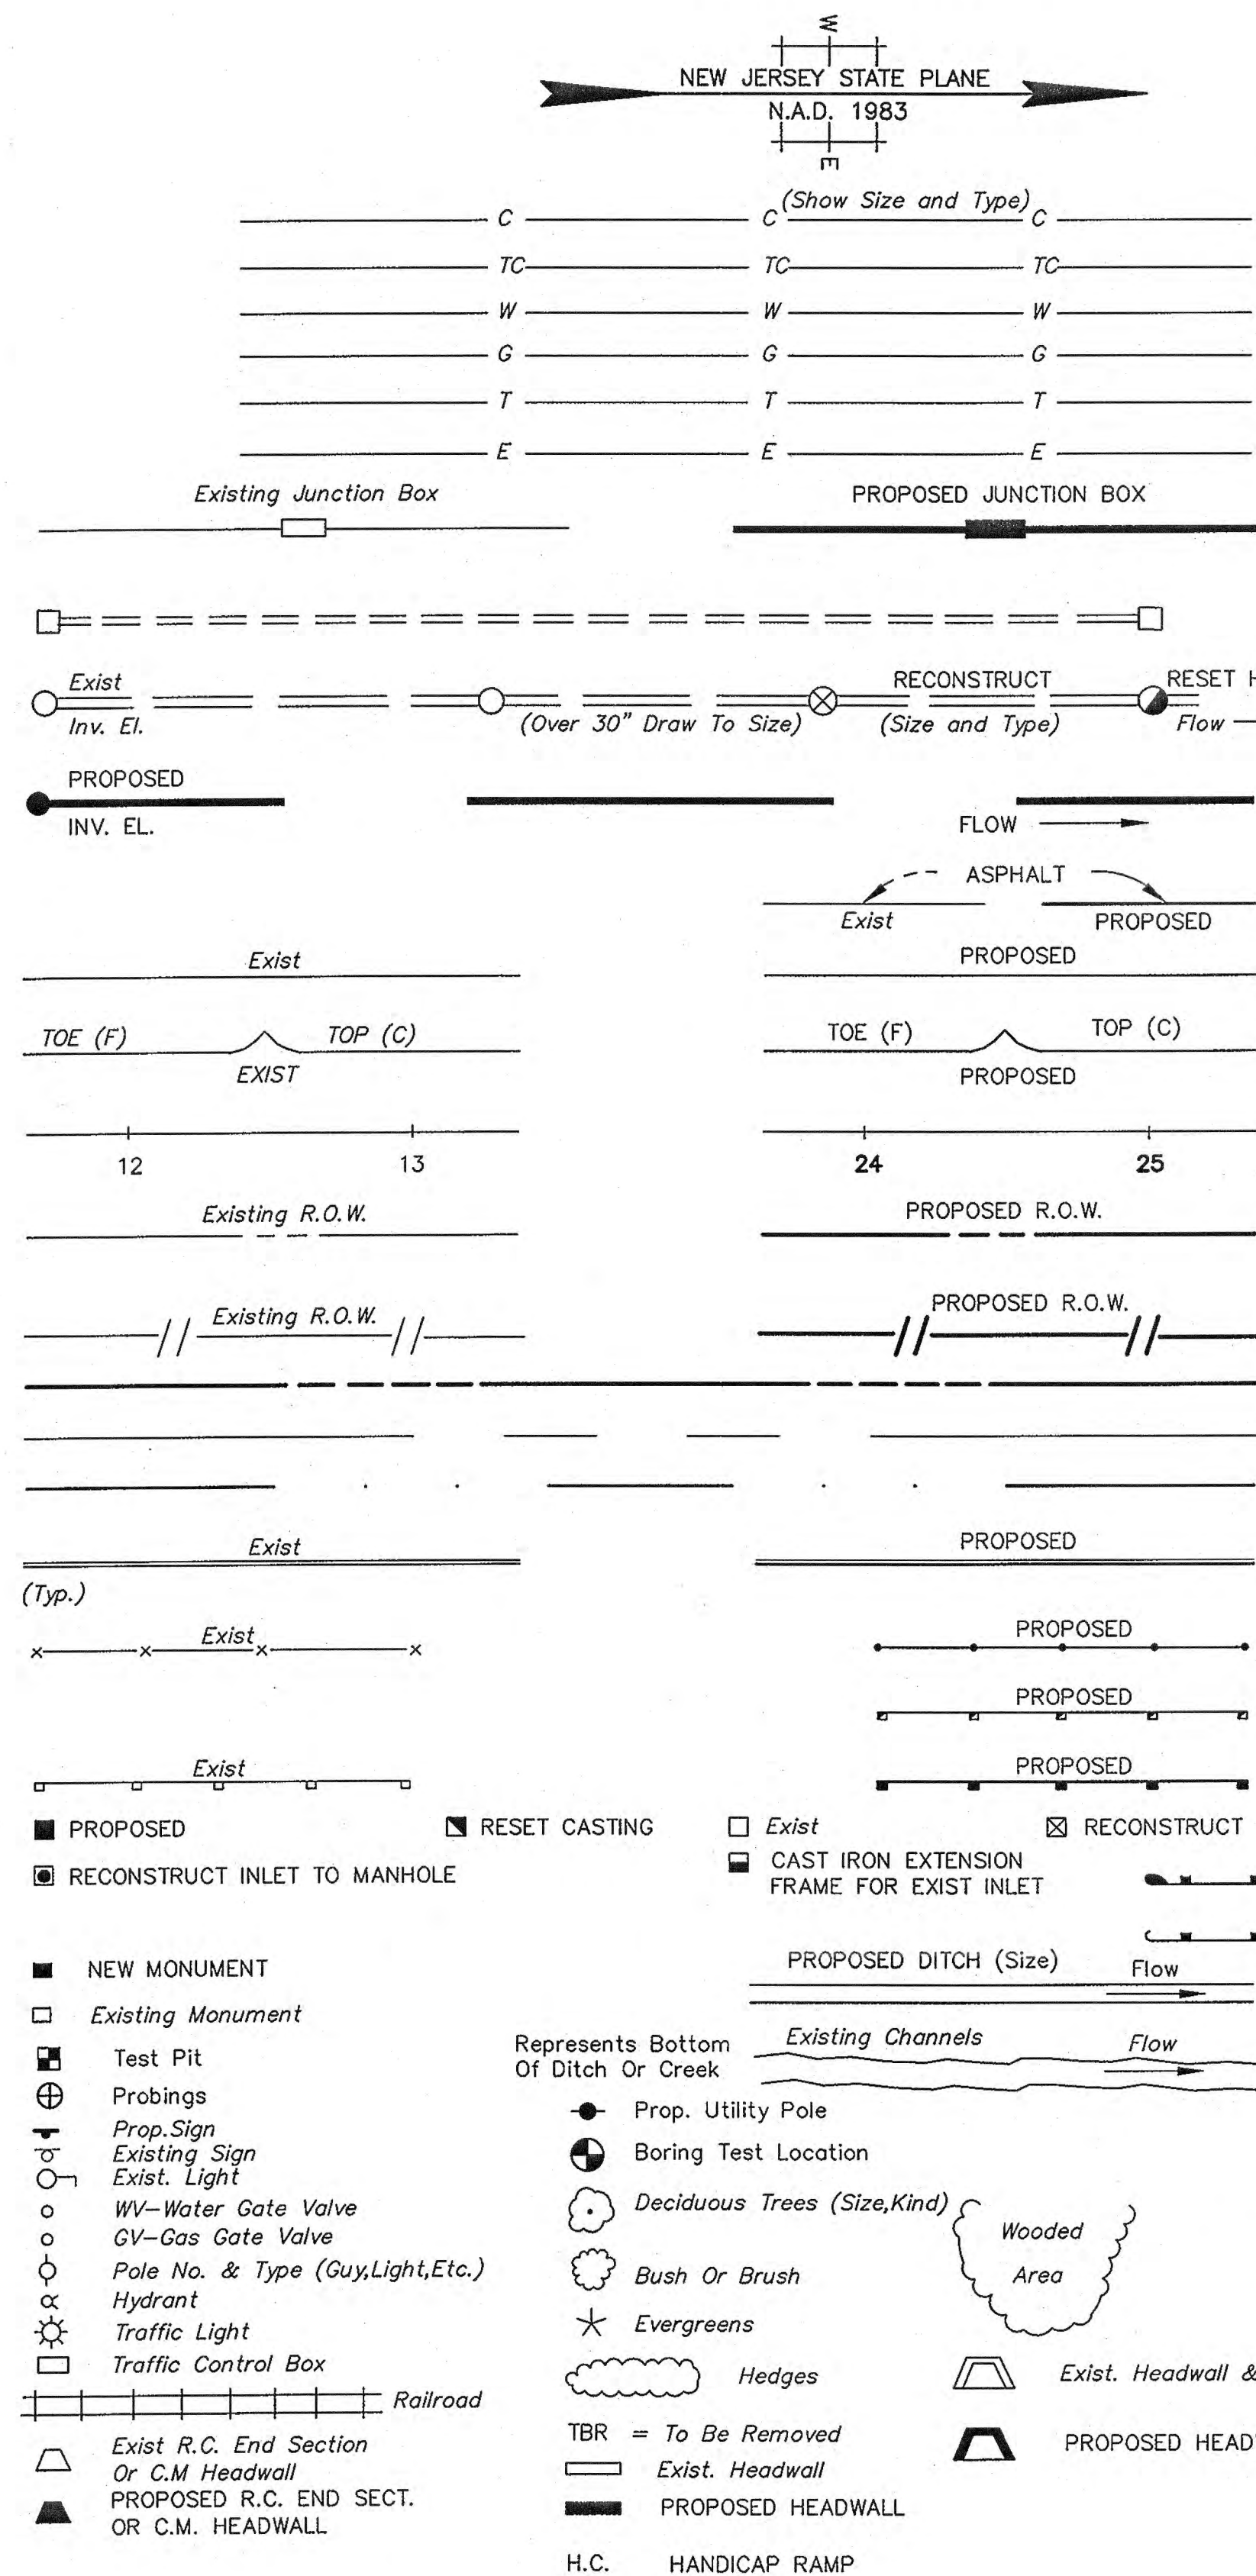 W
NEW JERSEY STATE PLANE
N.A.D. 1983
E
(Show Size and Type)
C C C
TC TC TC
W W W
G G G
T T T
E E E
Existing Junction Box PROPOSED JUNCTION BOX
Exist RECONSTRUCT RESET H
Inv. El. (Over 30" Draw To Size) (Size and Type) Flow
PROPOSED
INV. EL. FLOW
ASPHALT
Exist PROPOSED
Exist PROPOSED
TOE (F) TOP (C) TOE (F) TOP (C)
EXIST PROPOSED
12 13 24 25
Existing R.O.W. PROPOSED R.O.W.
Existing R.O.W. PROPOSED R.O.W.
Exist PROPOSED
(Typ.)
Exist PROPOSED
PROPOSED
Exist PROPOSED
PROPOSED RESET CASTING Exist RECONSTRUCT
RECONSTRUCT INLET TO MANHOLE CAST IRON EXTENSION
FRAME FOR EXIST INLET
NEW MONUMENT
Existing Monument
Test Pit
Probings
Prop.Sign
Existing Sign
Exist. Light
WV-Water Gate Valve
GV-Gas Gate Valve
Pole No. & Type (Guy,Light,Etc.)
Hydrant
Traffic Light
Traffic Control Box
Railroad
Exist R.C. End Section
Or C.M Headwall
PROPOSED R.C. END SECT.
OR C.M. HEADWALL
PROPOSED DITCH (Size) Flow
Represents Bottom
Of Ditch Or Creek
Existing Channels Flow
Prop. Utility Pole
Boring Test Location
Deciduous Trees (Size,Kind)
Bush Or Brush
Evergreens
Hedges
TBR = To Be Removed
Exist. Headwall
PROPOSED HEADWALL
H.C. HANDICAP RAMP
Wooded
Area
Exist. Headwall &
PROPOSED HEAD